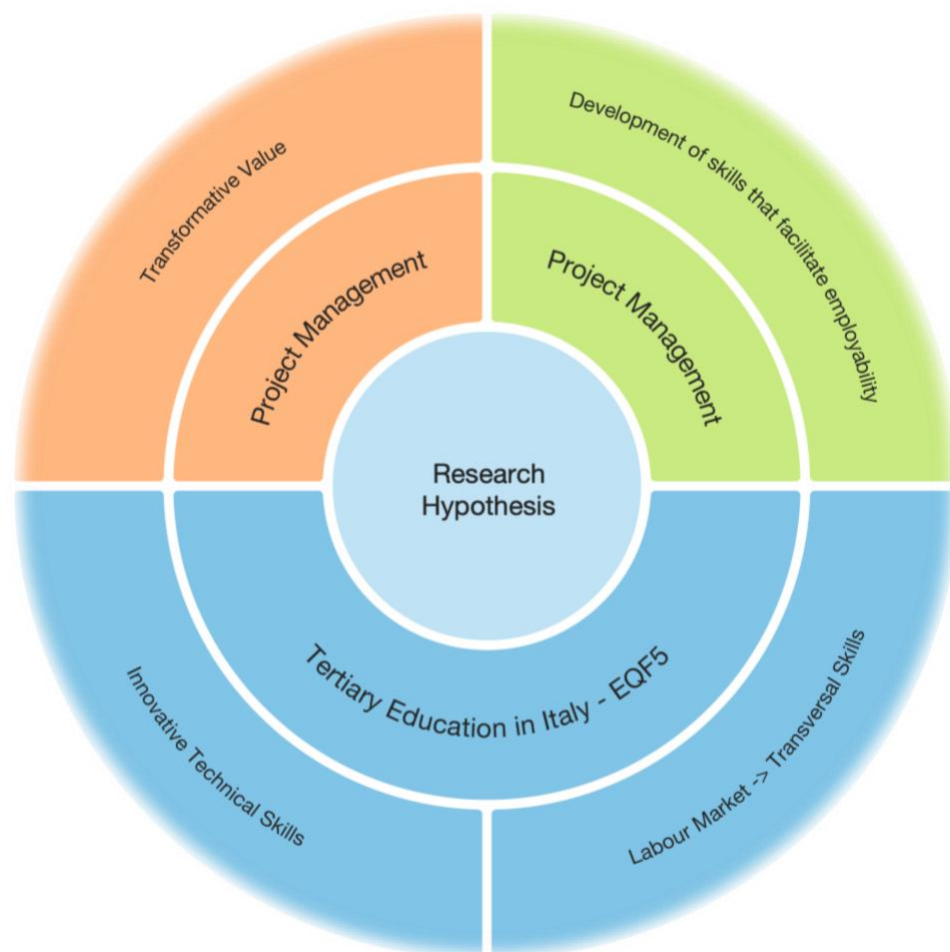 Transformative Value
Development of skills that facilitate employability
Project Management
Project Management
Research
Hypothesis
Tertiary Education in Italy - EQF5
Innovative Technical Skills
Labour Market -> Transversal Skills